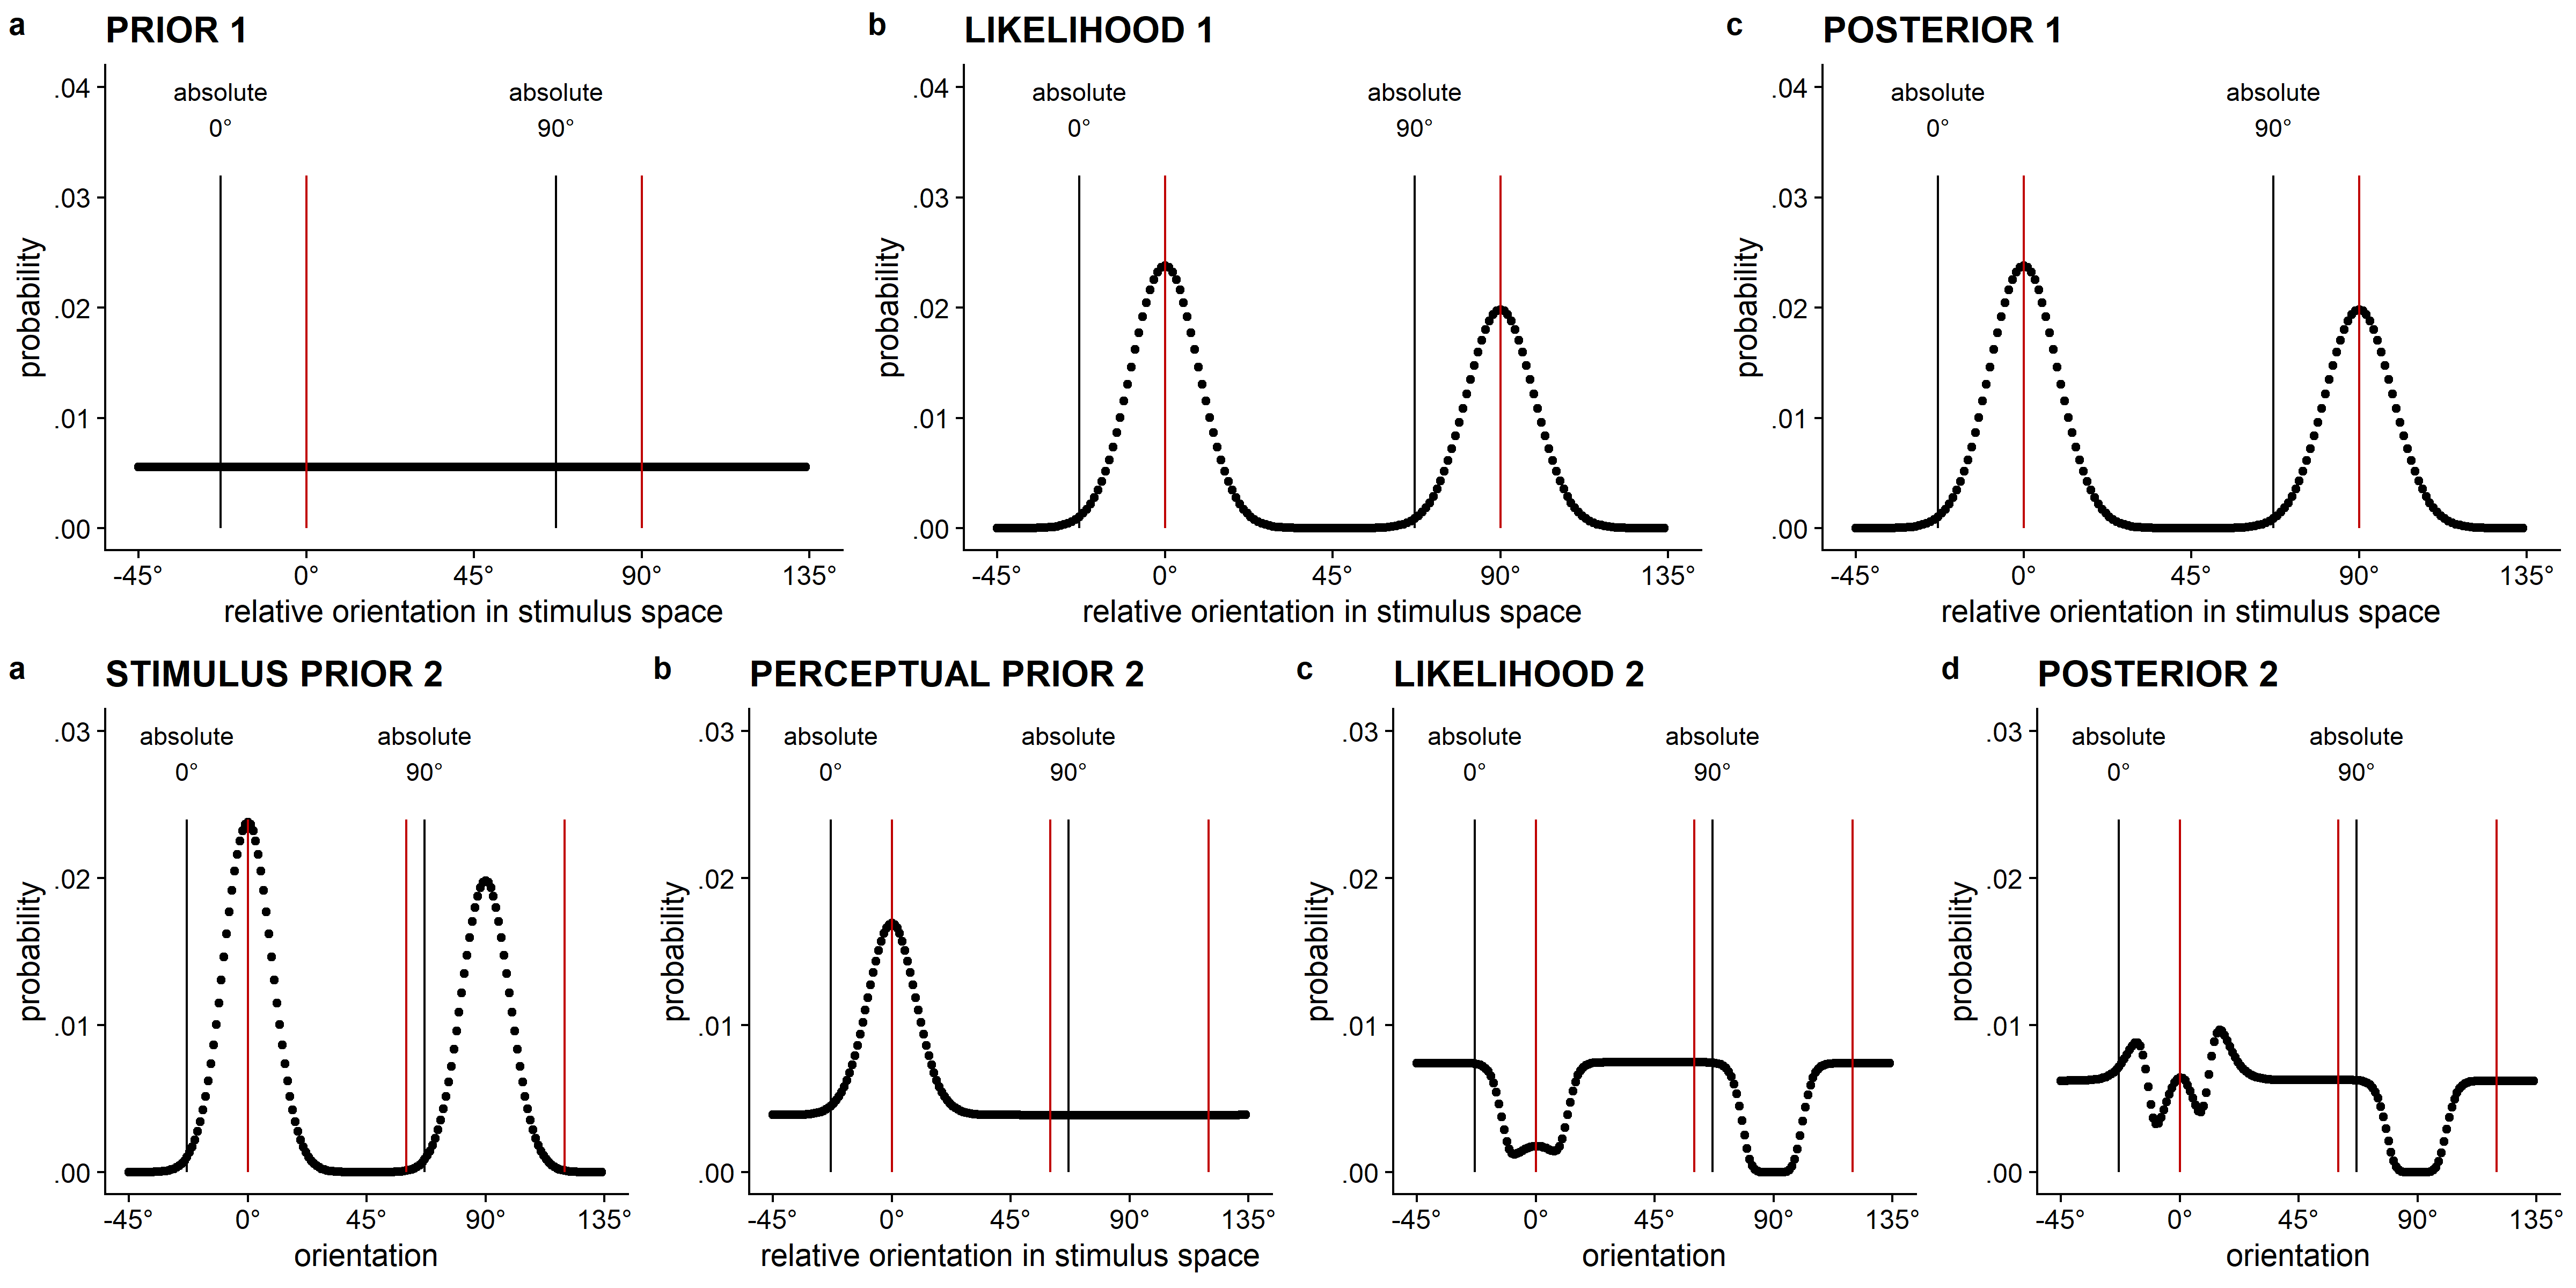 a PRIOR 1
.04
.03
.02
.01
.00
absolute
0°
absolute
90°
probability
-45° 0° 45° 90° 135°
relative orientation in stimulus space
b LIKELIHOOD 1
.04
.03
.02
.01
.00
absolute
0°
absolute
90°
probability
-45° 0° 45° 90° 135°
relative orientation in stimulus space
c POSTERIOR 1
.04
.03
.02
.01
.00
absolute
0°
absolute
90°
probability
-45° 0° 45° 90° 135°
relative orientation in stimulus space
a STIMULUS PRIOR 2
.03
.02
.01
.00
absolute
0°
absolute
90°
probability
-45° 0° 45° 90° 135°
orientation
b PERCEPTUAL PRIOR 2
.03
.02
.01
.00
absolute
0°
absolute
90°
probability
-45° 0° 45° 90° 135°
relative orientation in stimulus space
c LIKELIHOOD 2
.03
.02
.01
.00
absolute
0°
absolute
90°
probability
-45° 0° 45° 90° 135°
orientation
d POSTERIOR 2
.03
.02
.01
.00
absolute
0°
absolute
90°
probability
-45° 0° 45° 90° 135°
orientation